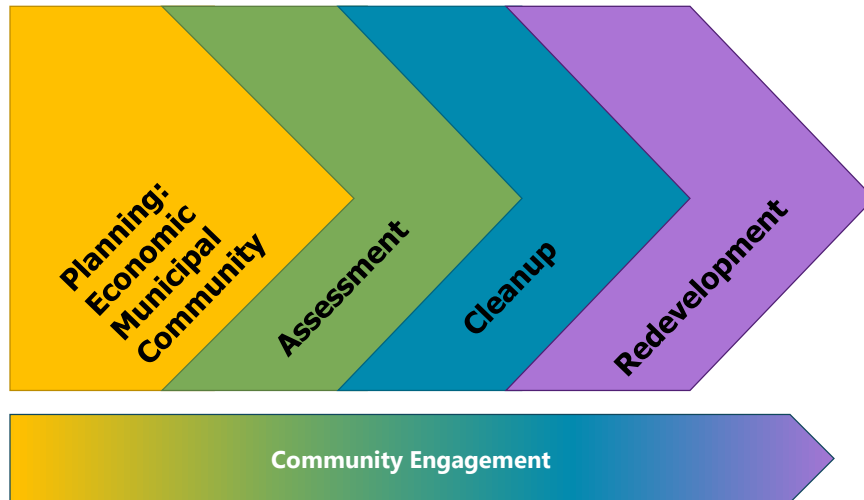 Planning:
Economic
Municipal
Community
Assessment
Cleanup
Redevelopment
Community Engagement